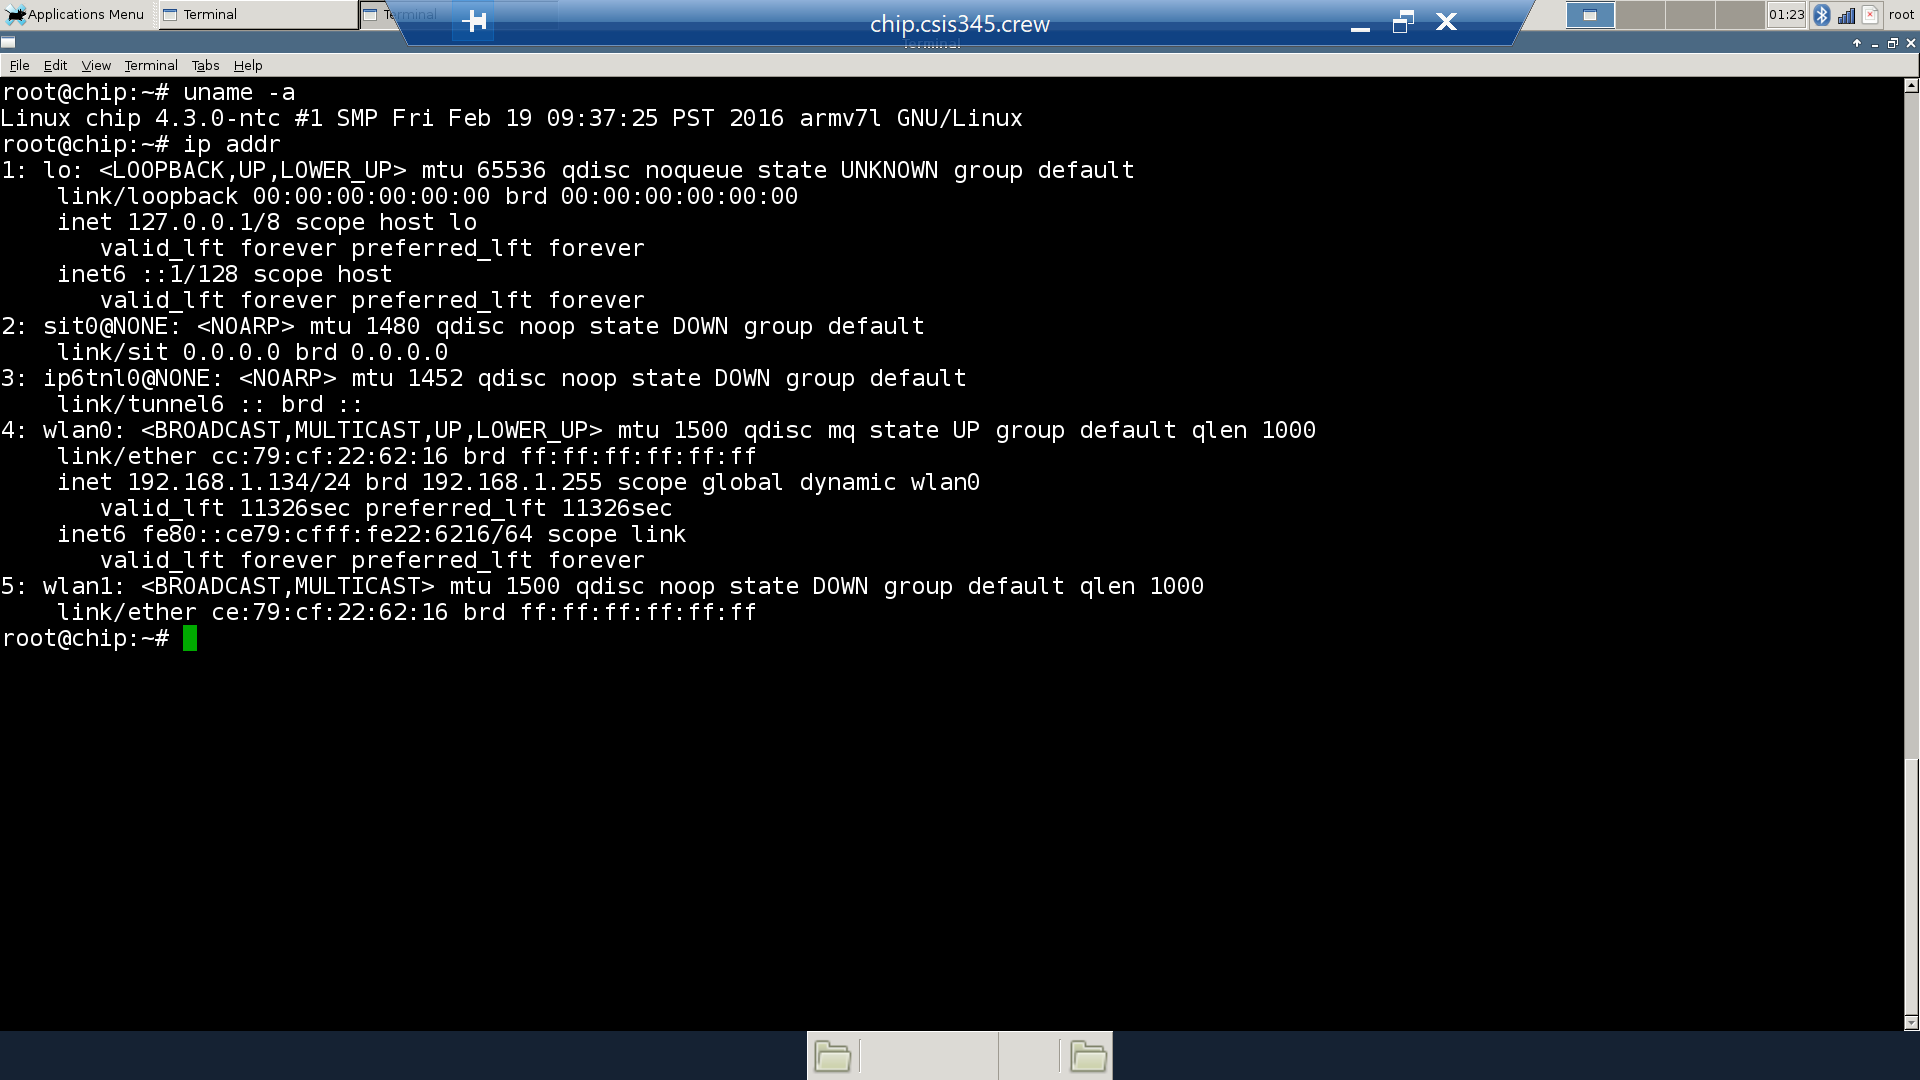 Applications Menu
Terminal
Terminal
chip.csis345.crew
01:23
root
Terminal
File Edit View Terminal Tabs Help
root@chip:~# uname -a
Linux chip 4.3.0-ntc #1 SMP Fri Feb 19 09:37:25 PST 2016 armv7l GNU/Linux
root@chip:~# ip addr
1: lo: <LOOPBACK,UP,LOWER_UP> mtu 65536 qdisc noqueue state UNKNOWN group default
link/loopback 00:00:00:00:00:00 brd 00:00:00:00:00:00
inet 127.0.0.1/8 scope host lo
valid_lft forever preferred_lft forever
inet6 ::1/128 scope host
valid_lft forever preferred_lft forever
2: sit0@NONE: <NOARP> mtu 1480 qdisc noop state DOWN group default
link/sit 0.0.0.0 brd 0.0.0.0
3: ip6tnl0@NONE: <NOARP> mtu 1452 qdisc noop state DOWN group default
link/tunnel6 :: brd ::
4: wlan0: <BROADCAST,MULTICAST,UP,LOWER_UP> mtu 1500 qdisc mq state UP group default qlen 1000
link/ether cc:79:cf:22:62:16 brd ff:ff:ff:ff:ff:ff
inet 192.168.1.134/24 brd 192.168.1.255 scope global dynamic wlan0
valid_lft 11326sec preferred_lft 11326sec
inet6 fe80::ce79:cfff:fe22:6216/64 scope link
valid_lft forever preferred_lft forever
5: wlan1: <BROADCAST,MULTICAST> mtu 1500 qdisc noop state DOWN group default qlen 1000
link/ether ce:79:cf:22:62:16 brd ff:ff:ff:ff:ff:ff
root@chip:~#